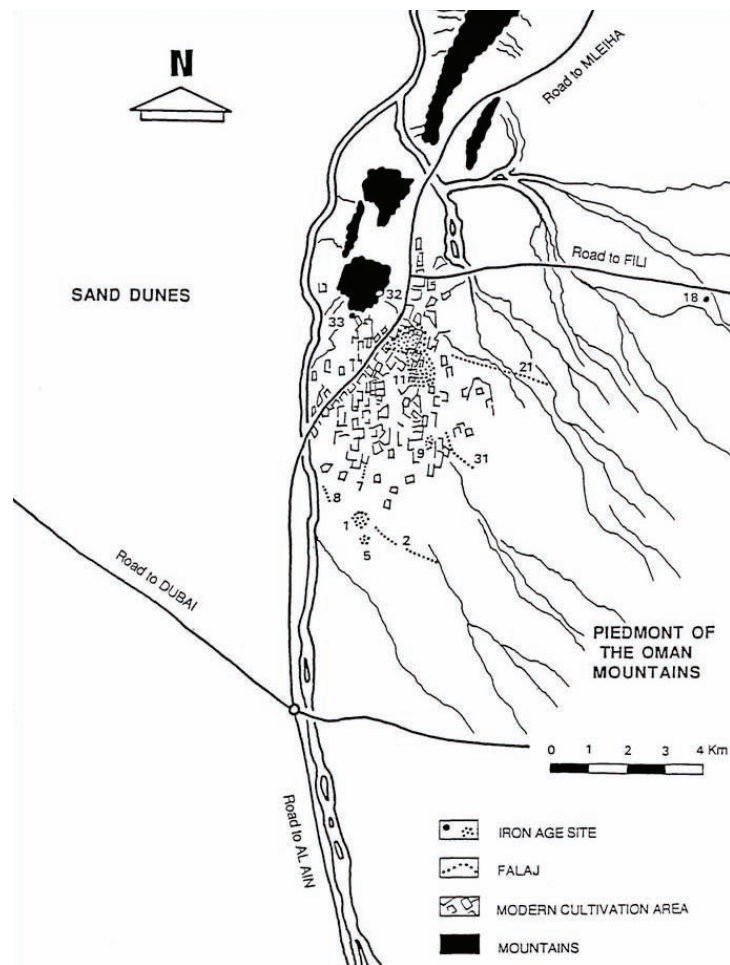 N
Road to MLEIHA
Road to FILI
SAND DUNES
18
32
33
21
11
9
31
7
8
1
5
2
Road to DUBAI
PIEDMONT OF
THE OMAN
MOUNTAINS
0 1 2 3 4 Km
Road to AL AIN
IRON AGE SITE
FALAJ
MODERN CULTIVATION AREA
MOUNTAINS